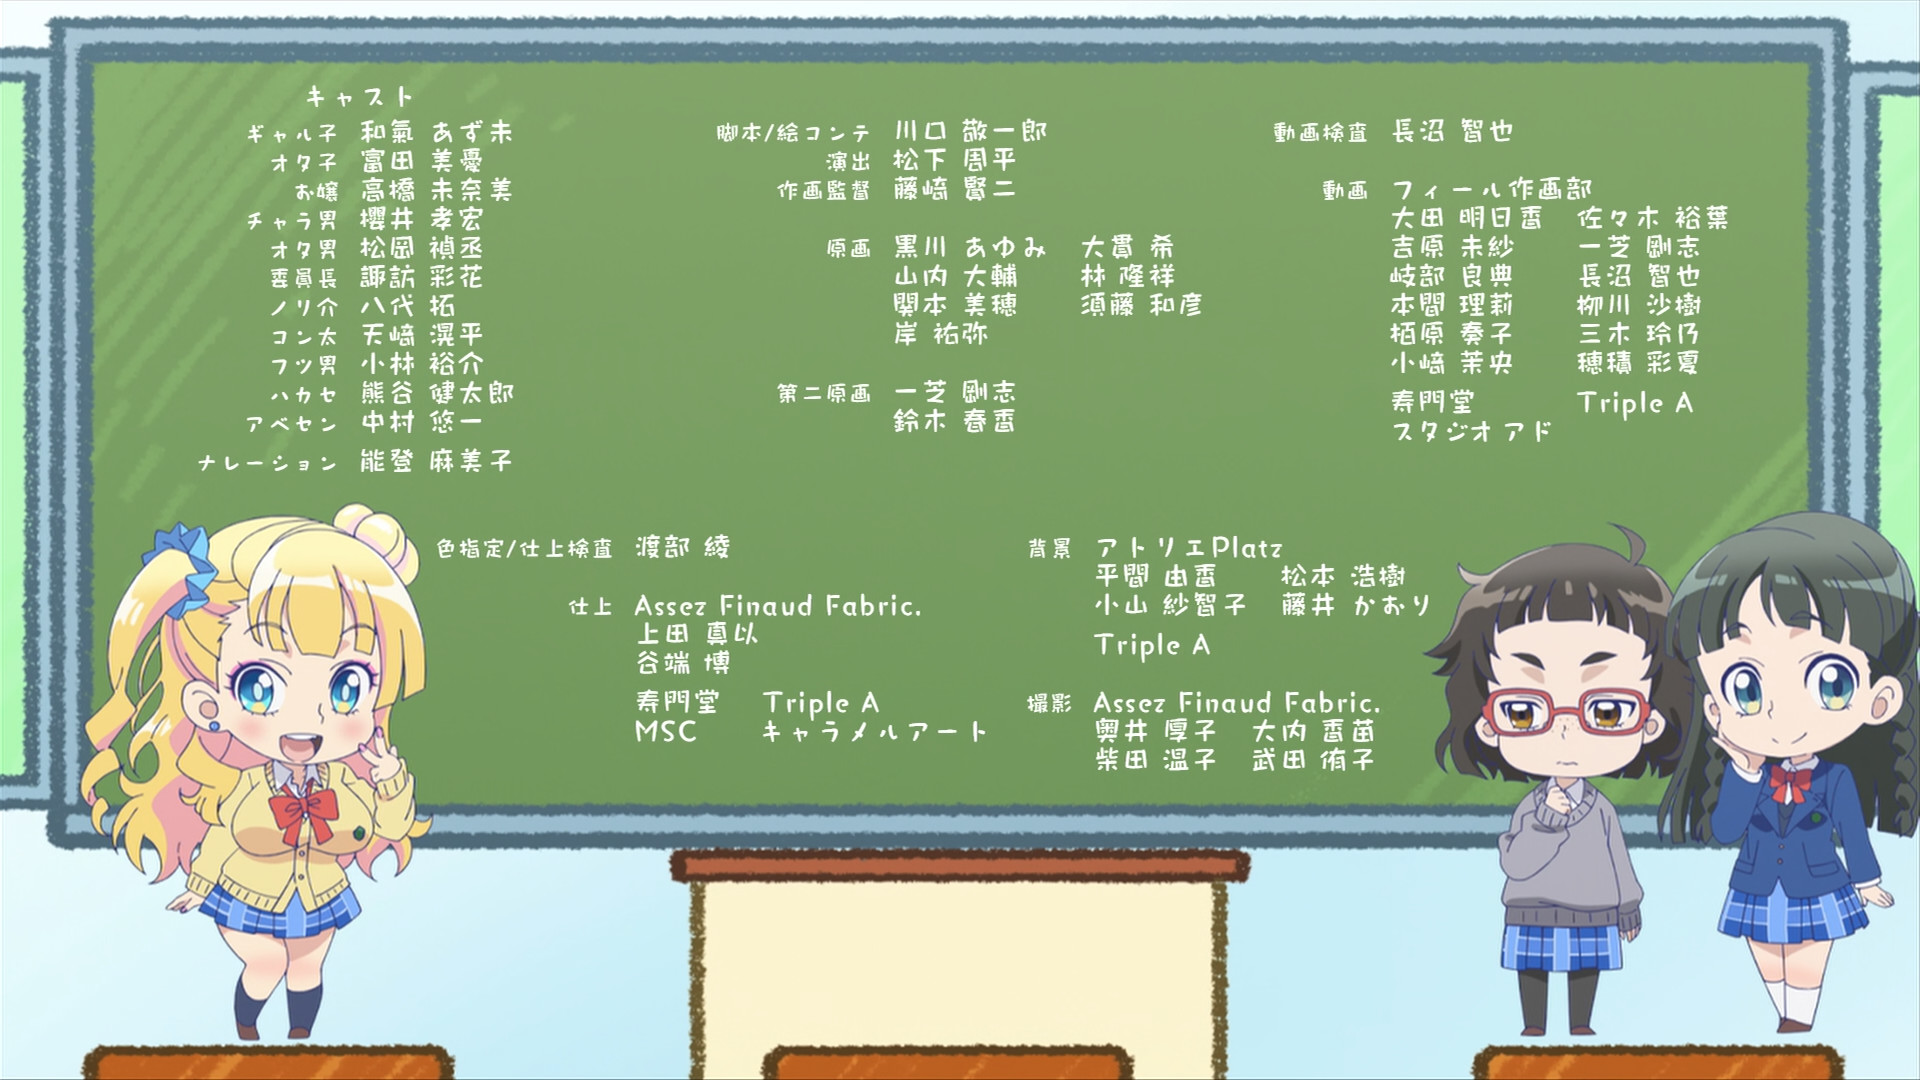 キャスト
ギャル子 和氣 あず未
オタ子 富田 美憂
お嬢 高橋 未奈美
チャラ男 櫻井 孝宏
オタ男 松岡 禎丞
委員長 諏訪 彩花
ノリ介 八代 拓
コン太 天﨑 滉平
フツ男 小林 裕介
ハカセ 熊谷 健太郎
アベセン 中村 悠一
ナレーション 能登 麻美子
脚本/絵コンテ 川口 敬一郎
演出 松下 周平
作画監督 藤﨑 賢二
原画 黒川 あゆみ 大貫 希
山内 大輔 林 隆祥
関本 美穂 須藤 和彦
岸 祐弥
第二原画 一芝 剛志
鈴木 春香
動画検査 長沼 智也
動画 フィール作画部
大田 明日香 佐々木 裕葉
吉原 未紗 一芝 剛志
岐部 良典 長沼 智也
本間 理莉 柳川 沙樹
栢原 奏子 三木 玲乃
小﨑 茉央 穂積 彩夏
寿門堂 Triple A
スタジオ アド
色指定/仕上検査 渡部 綾
仕上 Assez Finaud Fabric.
上田 真以
谷端 博
寿門堂 Triple A
MSC キャラメルアート
背景 アトリエPlatz
平間 由香 松本 浩樹
小山 紗智子 藤井 かおり
Triple A
撮影 Assez Finaud Fabric.
奥井 厚子 大内 香苗
柴田 温子 武田 侑子